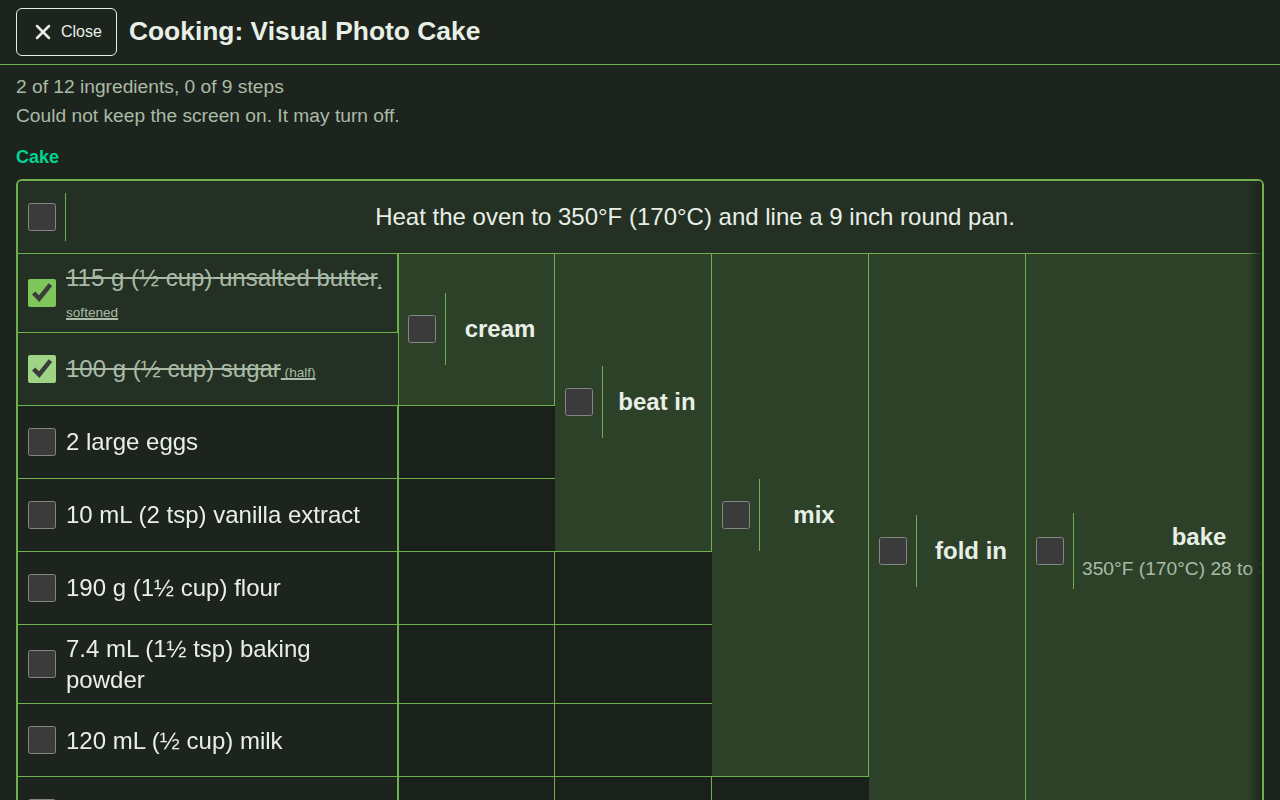 Close
Cooking: Visual Photo Cake
2 of 12 ingredients, 0 of 9 steps
Could not keep the screen on. It may turn off.
Cake
Heat the oven to 350°F (170°C) and line a 9 inch round pan.
115 g (½ cup) unsalted butter,
softened
cream
100 g (½ cup) sugar (half)
beat in
2 large eggs
10 mL (2 tsp) vanilla extract
mix
fold in
bake
350°F (170°C) 28 to
190 g (1½ cup) flour
7.4 mL (1½ tsp) baking
powder
120 mL (½ cup) milk